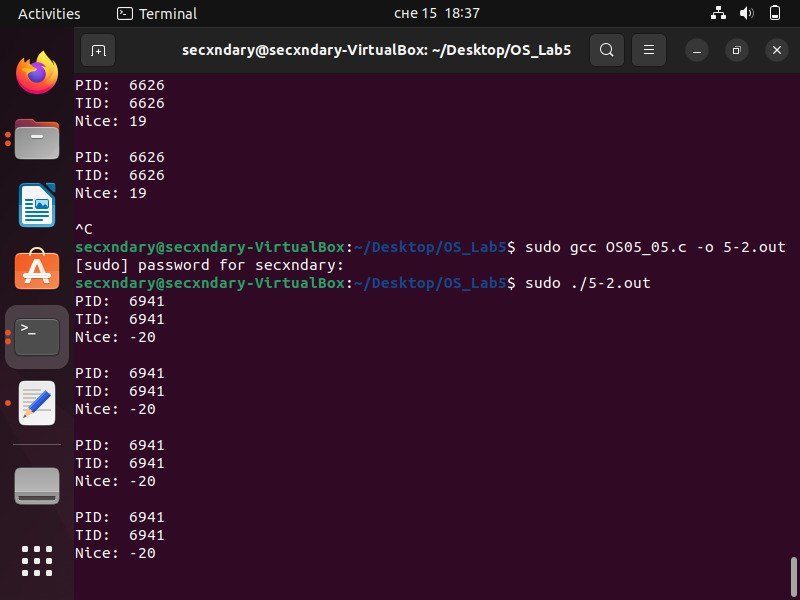 Activities Terminal сне 15 18:37
secxndary@secxndary-VirtualBox: ~/Desktop/OS_Lab5
PID:  6626
TID:  6626
Nice: 19
PID:  6626
TID:  6626
Nice: 19
^C
secxndary@secxndary-VirtualBox:~/Desktop/OS_Lab5$ sudo gcc OS05_05.c -o 5-2.out
[sudo] password for secxndary:
secxndary@secxndary-VirtualBox:~/Desktop/OS_Lab5$ sudo ./5-2.out
PID:  6941
TID:  6941
Nice: -20
PID:  6941
TID:  6941
Nice: -20
PID:  6941
TID:  6941
Nice: -20
PID:  6941
TID:  6941
Nice: -20